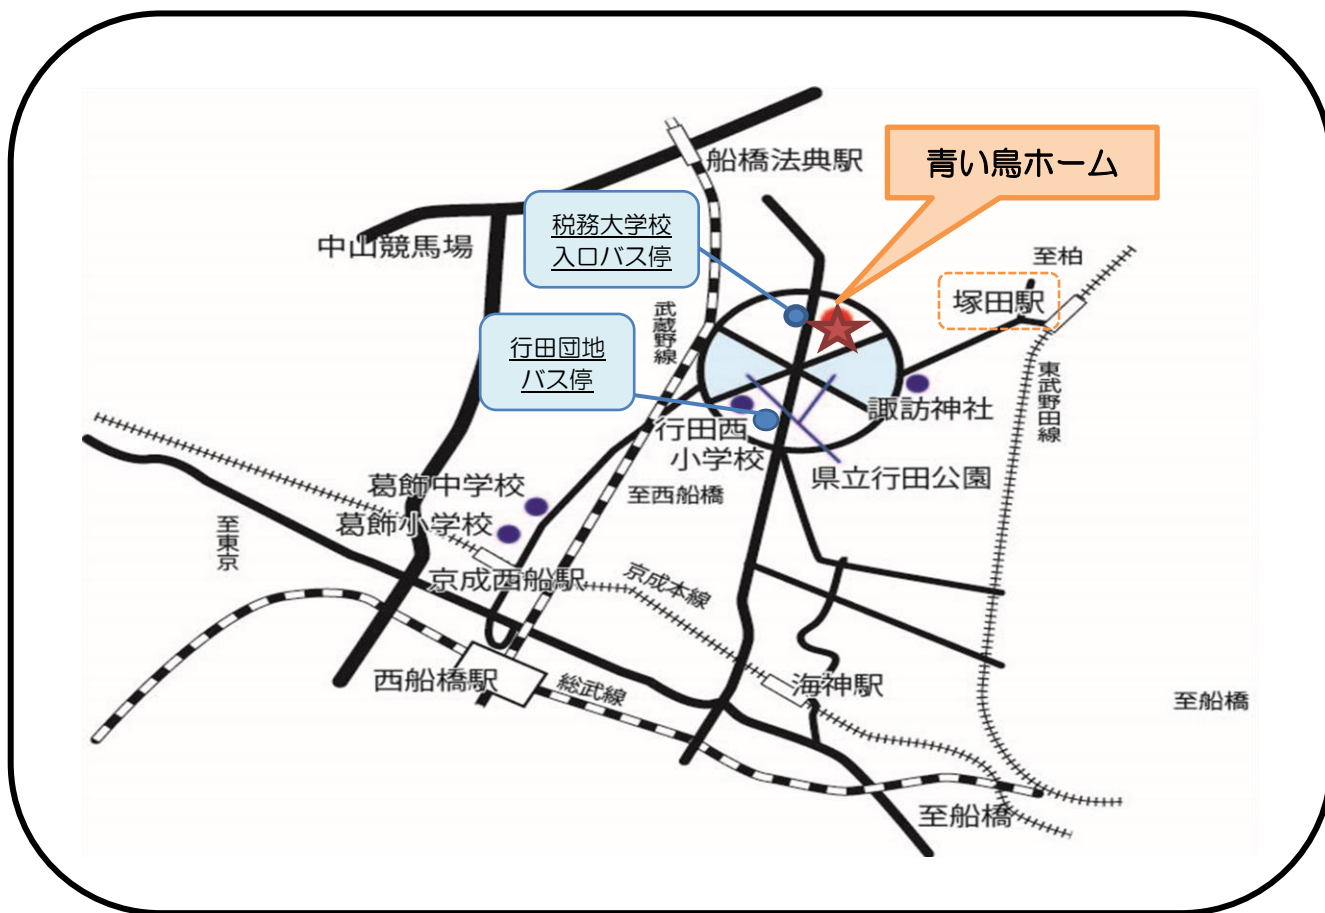 船橋法典駅
青い鳥ホーム
中山競馬場
税務大学校
入口バス停
至柏
塚田駅
武蔵野線
行田団地
バス停
東武野田線
諏訪神社
行田西
小学校
県立行田公園
至西船橋
葛飾中学校
葛飾小学校
至東京
京成西船駅
京成本線
西船橋駅
総武線
海神駅
至船橋
至船橋